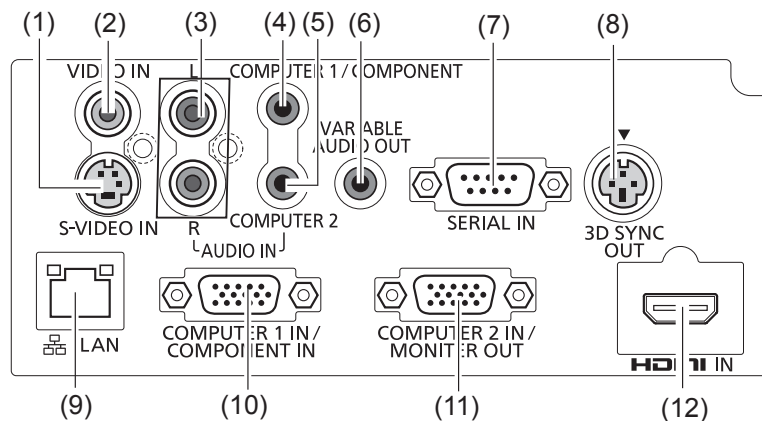 (1) (2) (3) (4) (5) (6) (7) (8)
VIDEO IN L COMPUTER 1 / COMPONENT
VARIABLE
AUDIO OUT
S-VIDEO IN R COMPUTER 2 SERIAL IN 3D SYNC
OUT
AUDIO IN
LAN COMPUTER 1 IN /
COMPONENT IN
COMPUTER 2 IN /
MONITER OUT
HDMI IN
(9) (10) (11) (12)